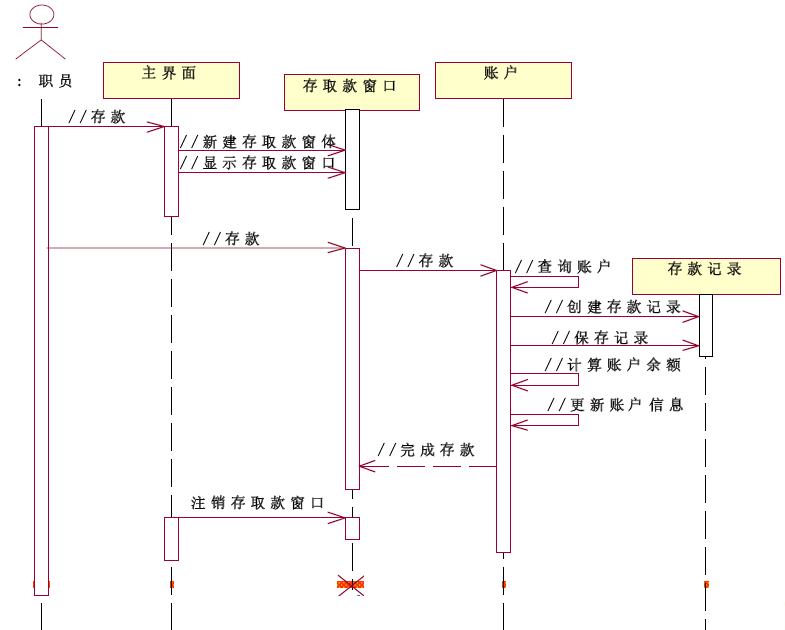 : 职员
主界面
存取款窗口
账户
//存款
//新建存取款窗体
//显示存取款窗口
//存款
//存款
//查询账户
存款记录
//创建存款记录
//保存记录
//计算账户余额
//更新账户信息
//完成存款
注销存取款窗口